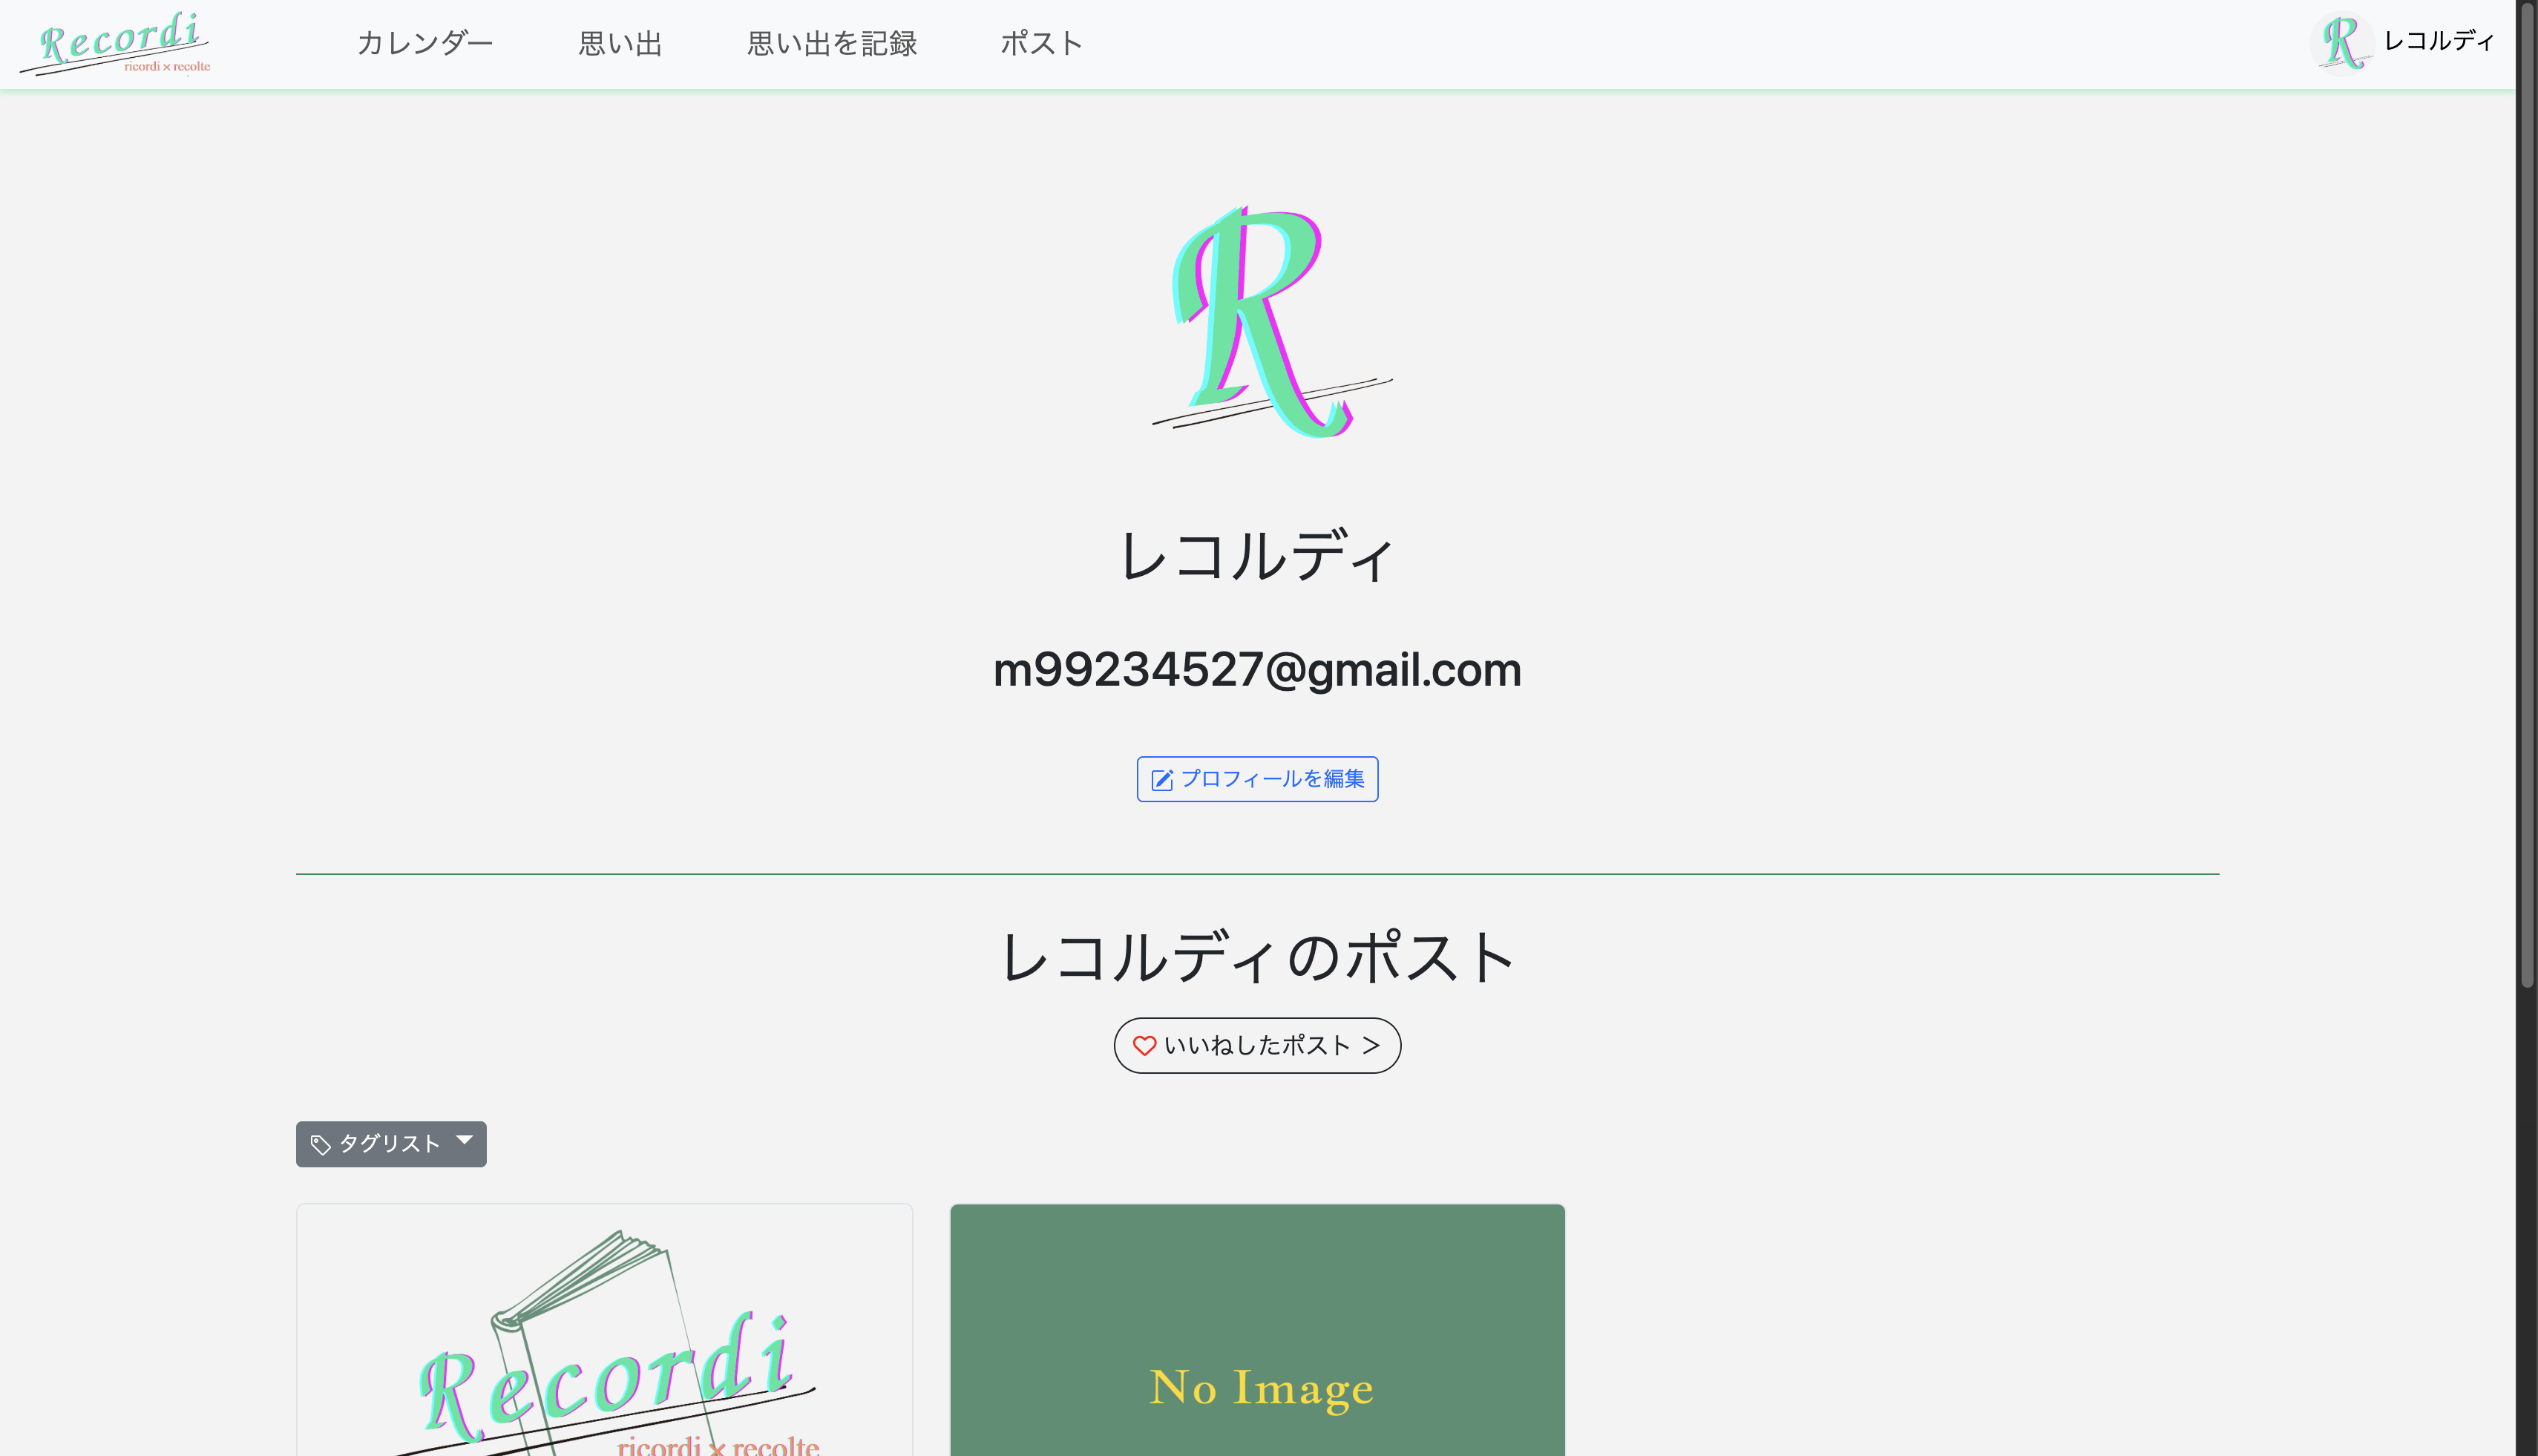 Recordi
ricordi × recolte
カレンダー
思い出
思い出を記録
ポスト
R
レコルディ
R
レコルディ
m99234527@gmail.com
プロフィールを編集
レコルディのポスト
いいねしたポスト >
タグリスト
Recordi
ricordi × recolte
No Image